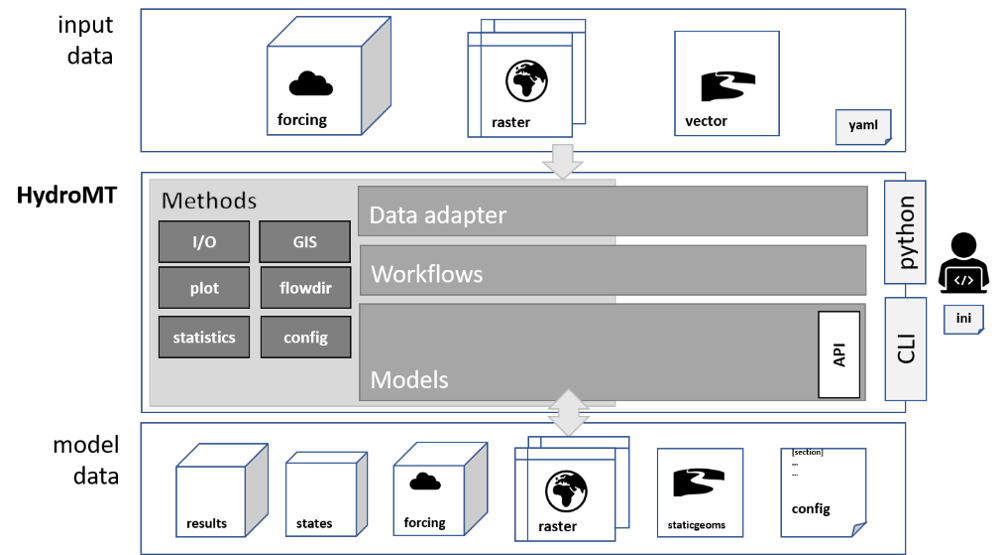 input
data
forcing
raster
vector
yaml
HydroMT
Methods
I/O
GIS
plot
flowdir
statistics
config
Data adapter
Workflows
Models
API
python
CLI
</>
ini
model
data
results
states
forcing
raster
staticgeoms
[section]
...
...
config